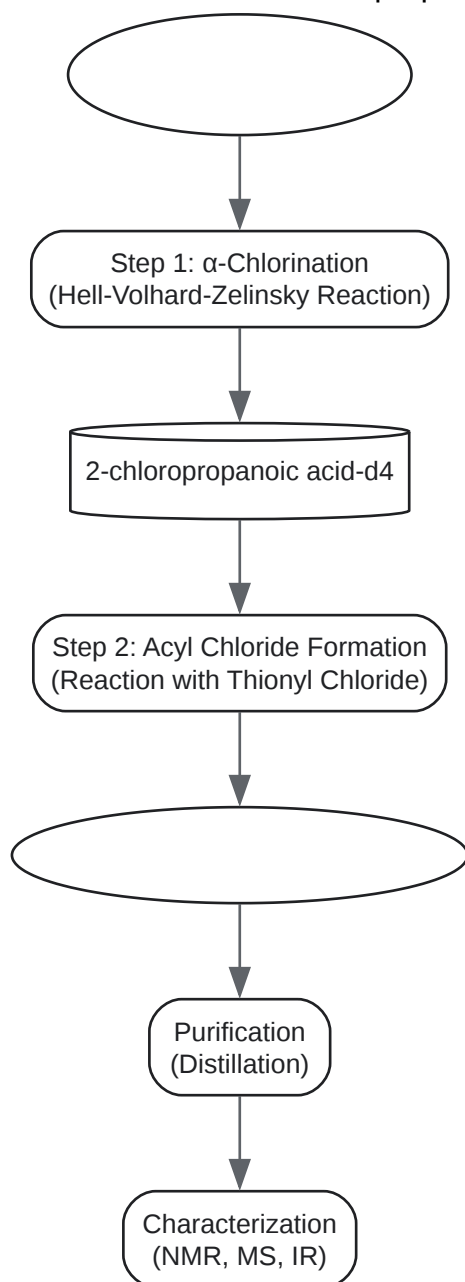 Step 1: α-Chlorination
(Hell-Volhard-Zelinsky Reaction)
2-chloropropanoic acid-d4
Step 2: Acyl Chloride Formation
(Reaction with Thionyl Chloride)
Purification
(Distillation)
Characterization
(NMR, MS, IR)